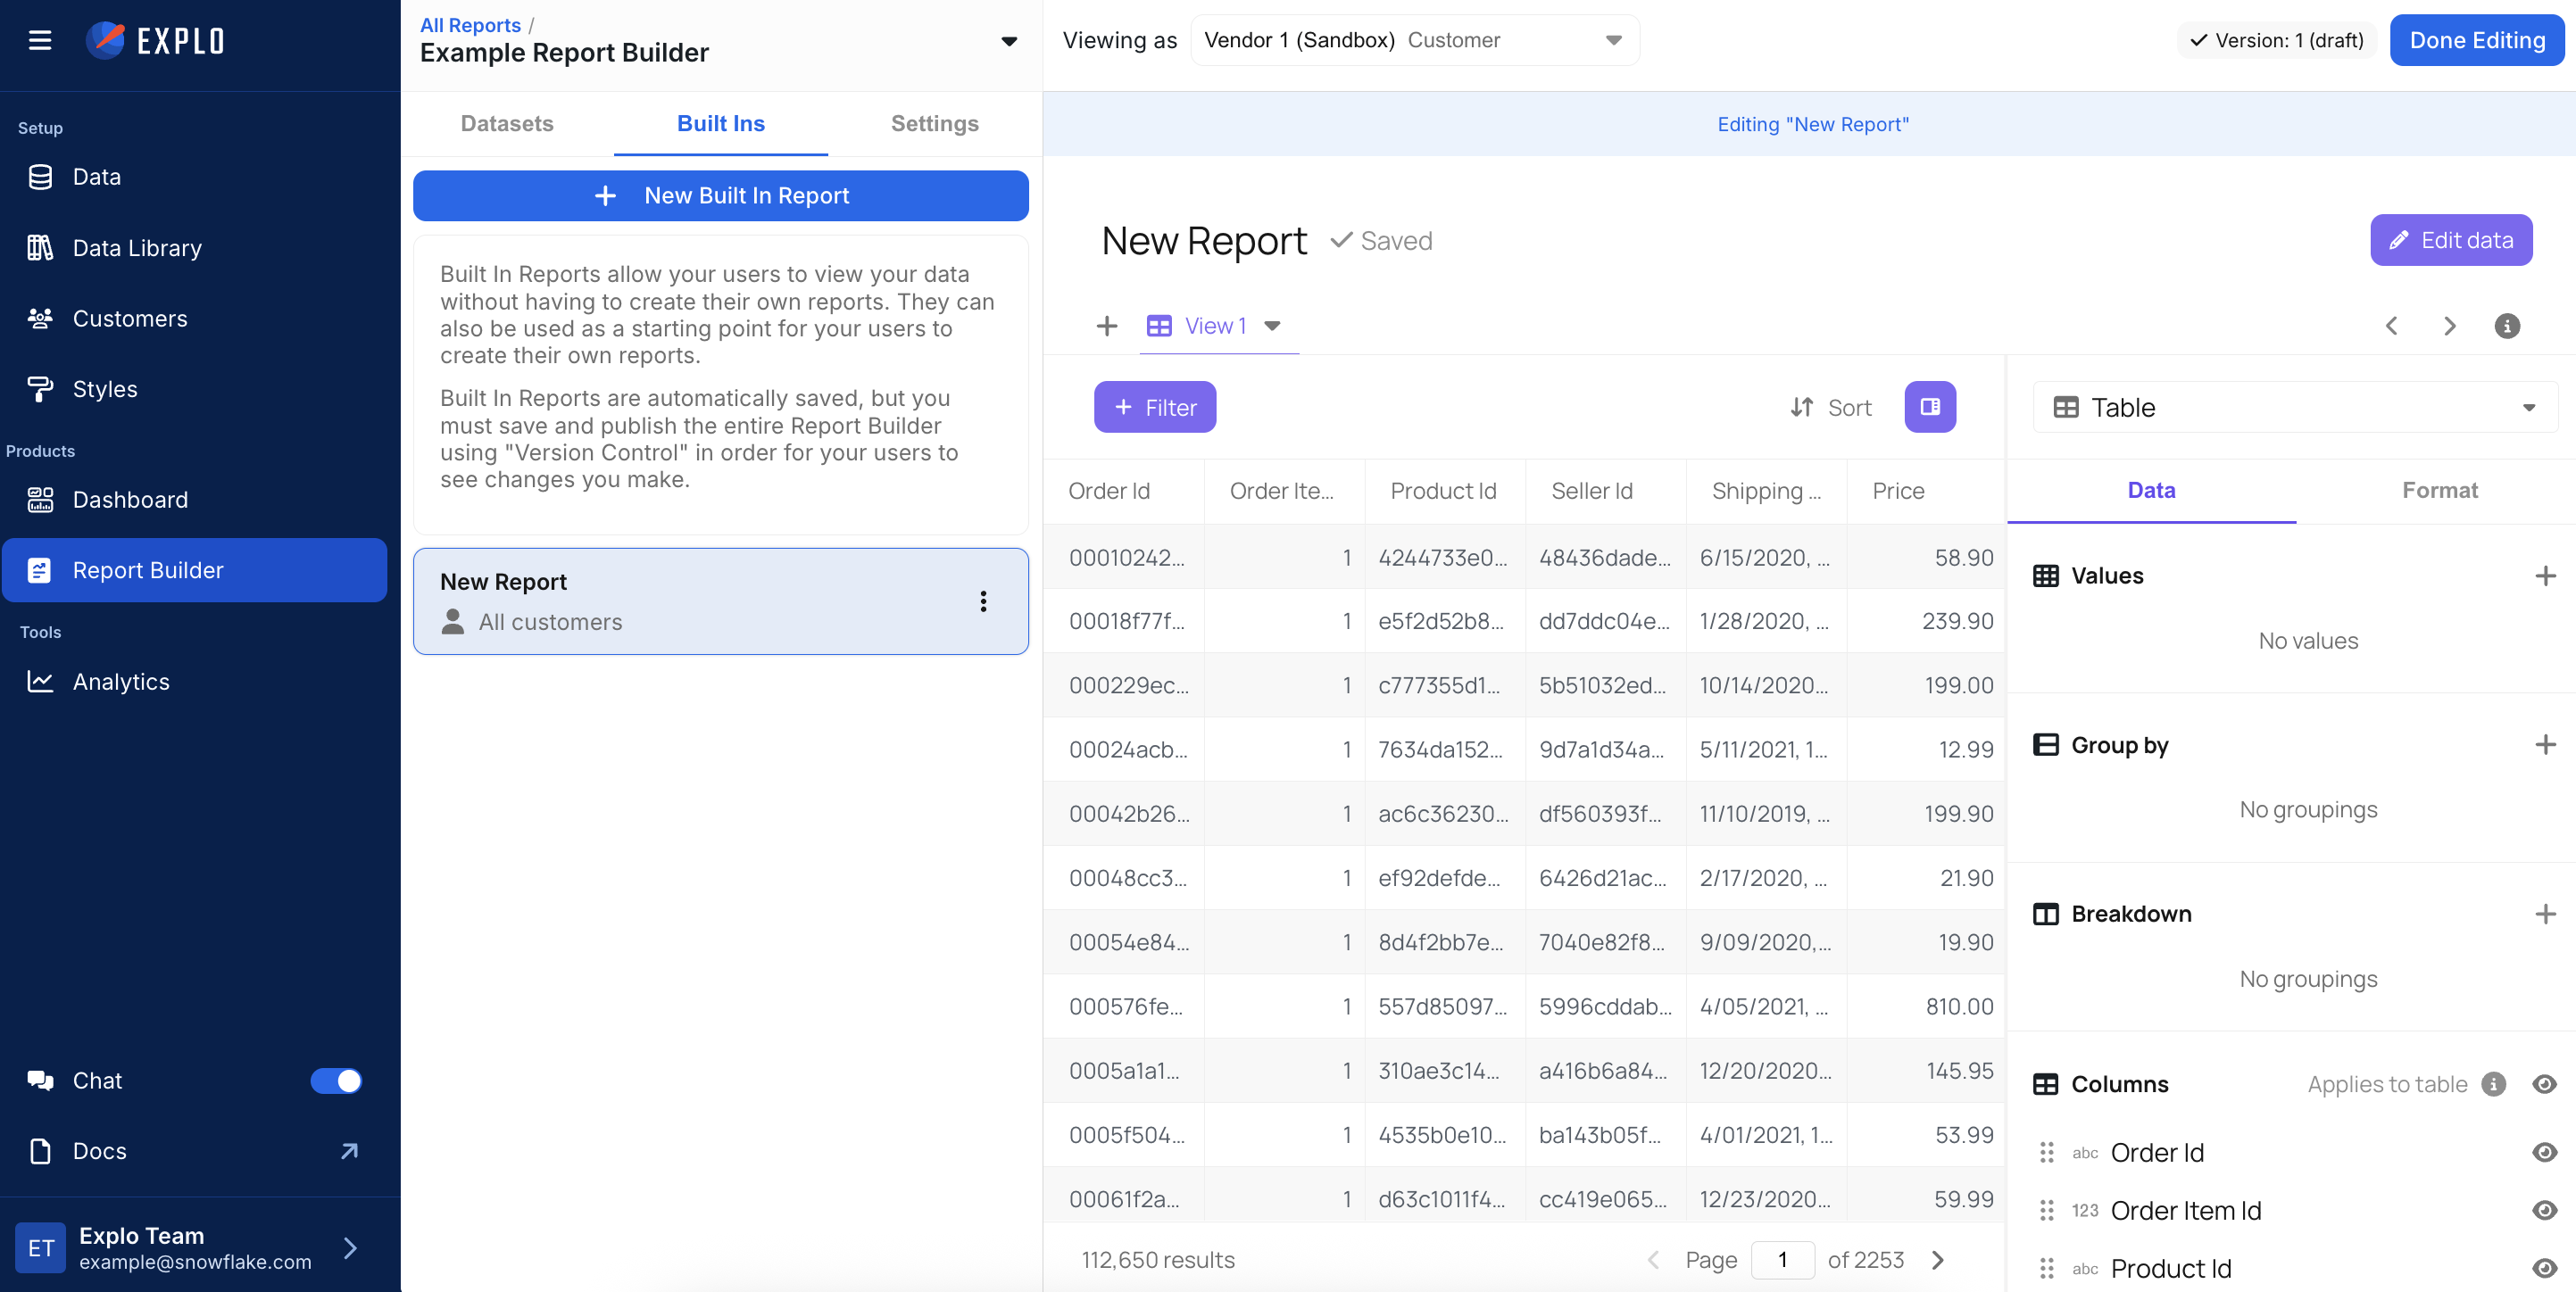 EXPLO
Setup
Data
Data Library
Customers
Styles
Products
Dashboard
Report Builder
Tools
Analytics
Chat
Docs
ET
Explo Team
example@snowflake.com
All Reports /
Example Report Builder
Datasets
Built Ins
Settings
+ New Built In Report
Built In Reports allow your users to view your data
without having to create their own reports. They can
also be used as a starting point for your users to
create their own reports.
Built In Reports are automatically saved, but you
must save and publish the entire Report Builder
using "Version Control" in order for your users to
see changes you make.
New Report
All customers
Viewing as
Vendor 1 (Sandbox) Customer
Version: 1 (draft)
Done Editing
Editing "New Report"
New Report
Saved
Edit data
View 1
+ Filter
Sort
Order Id Order Ite... Product Id Seller Id Shipping ... Price
00010242... 1 4244733e0... 48436dade... 6/15/2020, ... 58.90
00018f77f... 1 e5f2d52b8... dd7ddc04e... 1/28/2020, ... 239.90
000229ec... 1 c777355d1... 5b51032ed... 10/14/2020... 199.00
00024acb... 1 7634da152... 9d7a1d34a... 5/11/2021, 1... 12.99
00042b26... 1 ac6c36230... df560393f... 11/10/2019, ... 199.90
00048cc3... 1 ef92defde... 6426d21ac... 2/17/2020, ... 21.90
00054e84... 1 8d4f2bb7e... 7040e82f8... 9/09/2020,... 19.90
000576fe... 1 557d85097... 5996cddab... 4/05/2021, ... 810.00
0005a1a1... 1 310ae3c14... a416b6a84... 12/20/2020... 145.95
0005f504... 1 4535b0e10... ba143b05f... 4/01/2021, 1... 53.99
00061f2a... 1 d63c1011f4... cc419e065... 12/23/2020... 59.99
112,650 results
Page 1 of 2253
Table
Data
Format
Values
No values
Group by
No groupings
Breakdown
No groupings
Columns
Applies to table
abc Order Id
123 Order Item Id
abc Product Id